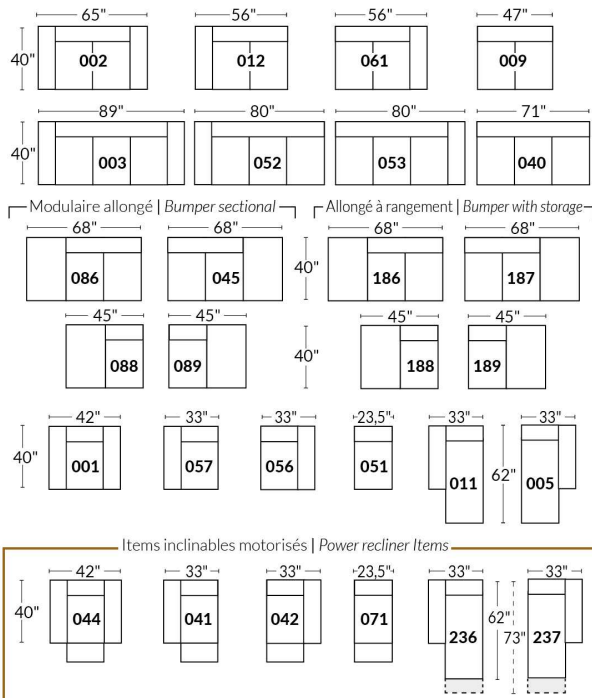 65" 56" 56" 47"
40" 002 012 061 009
89" 80" 80" 71"
40" 003 052 053 040
Modulaire allongé | Bumper sectional Allongé à rangement | Bumper with storage
68" 68" 68" 68"
086 045 40" 186 187
45" 45" 45" 45"
088 089 40" 188 189
42" 33" 33" 23,5" 33" 33"
40" 001 057 056 051 011 62" 005
Items inclinables motorisés | Power recliner Items
42" 33" 33" 23,5" 33" 33"
40" 044 041 042 071 236 62" 73" 237